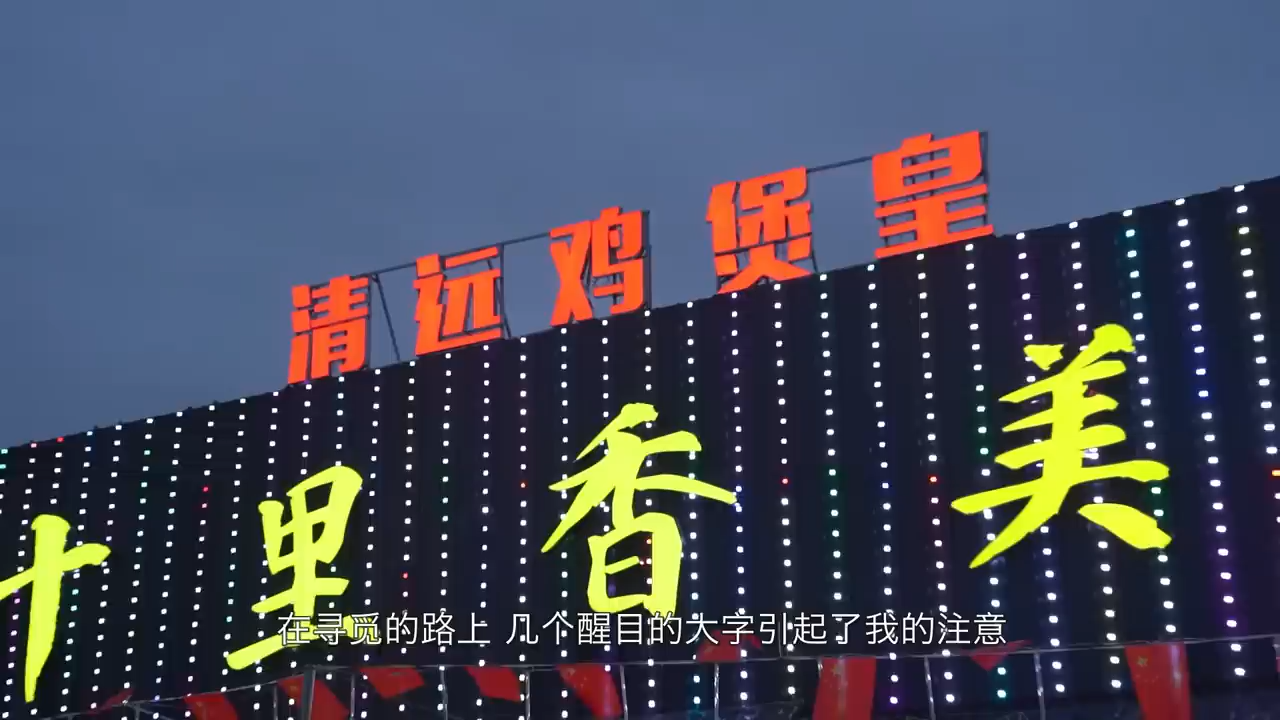 清远鸡煲皇
十里香美
在寻觅的路上 几个醒目的大字引起了我的注意